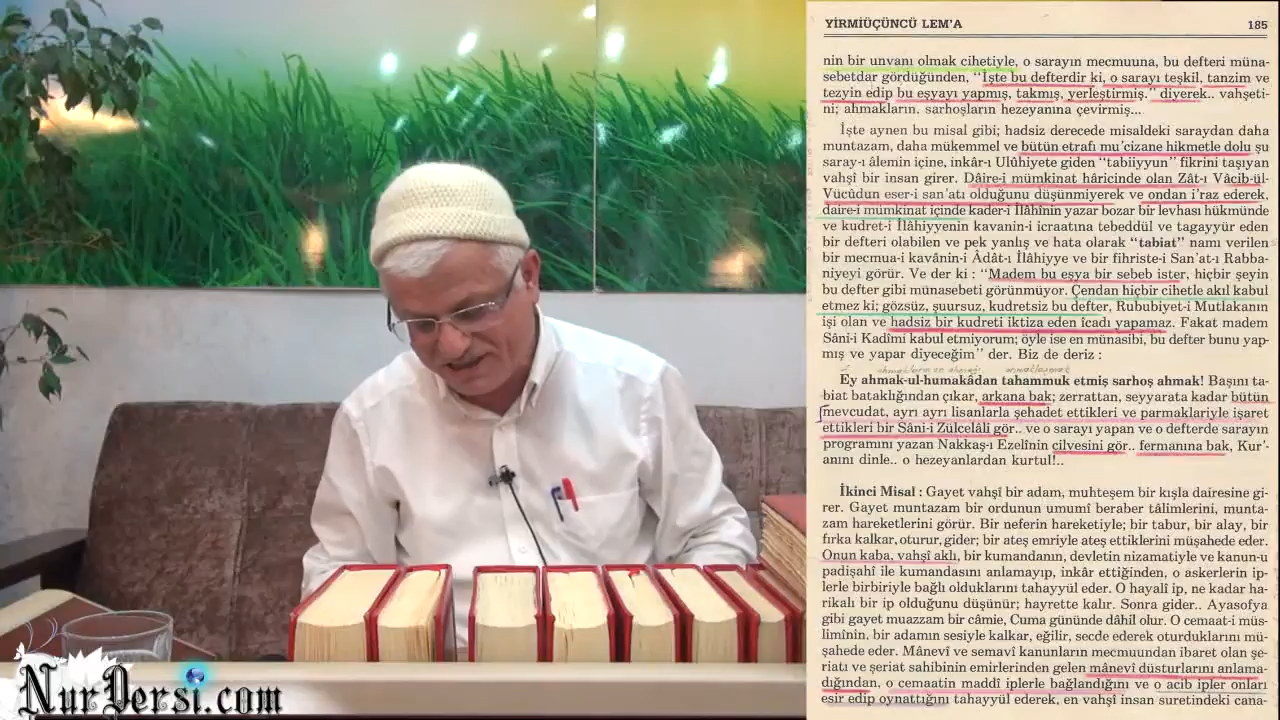 YİRMİÜÇÜNCÜ LEM'A 185
nin bir unvanı olmak cihetiyle, o sarayın mecmuuna, bu defteri müna-
sebetdar gördüğünden, "İşte bu defterdir ki, o sarayı teşkil, tanzim ve
tezyin edip bu eşyayı yapmış, takmış, yerleştirmiş." diyerek.. vahşeti-
ni; ahmakların. sarhoşların hezeyanına çevirmiş...
İşte aynen bu misal gibi; hadsiz derecede misaldeki saraydan daha
muntazam, daha mükemmel ve bütün etrafı mu'cizane hikmetle dolu şu
saray-ı âlemin içine, inkâr-ı Ulûhiyete giden "tabiiyyun" fikrini taşıyan
vahşî bir insan girer. Dâire-i mümkinat hâricinde olan Zât-ı Vâcib-ül-
Vücûdun eser-i san'atı olduğunu düşünmiyerek ve ondan i'raz ederek,
daire-i mümkinat içinde kader-i İlâhînin yazar bozar bir levhası hükmünde
ve kudret-i İlâhiyyenin kavanin-i icraatına tebeddül ve tagayyür eden
bir defteri olabilen ve pek yanlış ve hata olarak "tabiat" namı verilen
bir mecmua-i kavânin-i Âdât-ı İlâhiyye ve bir fihriste-i San'at-ı Rabba-
niyeyi görür. Ve der ki : "Madem bu eşya bir sebeb ister, hiçbir şeyin
bu defter gibi münasebeti görünmüyor. Çendan hiçbir cihetle akıl kabul
etmez ki; gözsüz, şuursuz, kudretsiz bu defter, Rububiyet-i Mutlakanın
işi olan ve hadsiz bir kudreti iktiza eden îcadı yapamaz. Fakat madem
Sâni-i Kadîmi kabul etmiyorum; öyle ise en münasibi, bu defter bunu yap-
mış ve yapar diyeceğim" der. Biz de deriz :
Ey ahmak-ul-humakâdan tahammuk etmiş sarhoş ahmak! Başını ta-
biat bataklığından çıkar, arkana bak; zerrattan, seyyarata kadar bütün
mevcudat, ayrı ayrı lisanlarla şehadet ettikleri ve parmaklariyle işaret
ettikleri bir Sâni-i Zülcelâli gör.. ve o sarayı yapan ve o defterde sarayın
programını yazan Nakkaş-ı Ezelînin cilvesini gör.. fermanına bak, Kur'-
anını dinle.. o hezeyanlardan kurtul!..
İkinci Misal : Gayet vahşî bir adam, muhteşem bir kışla dairesine gi-
rer. Gayet muntazam bir ordunun umumî beraber tâlimlerini, munta-
zam hareketlerini görür. Bir neferin hareketiyle; bir tabur, bir alay, bir
fırka kalkar, oturur, gider; bir ateş emriyle ateş ettiklerini müşahede eder.
Onun kaba, vahşî aklı, bir kumandanın, devletin nizamatiyle ve kanun-u
padişahî ile kumandasını anlamayıp, inkâr ettiğinden, o askerlerin ip-
lerle birbiriyle bağlı olduklarını tahayyül eder. O hayalî ip, ne kadar ha-
rikalı bir ip olduğunu düşünür; hayrette kalır. Sonra gider.. Ayasofya
gibi gayet muazzam bir câmie, Cuma gününde dâhil olur. O cemaat-i müs-
limînin, bir adamın sesiyle kalkar, eğilir, secde ederek oturduklarını mü-
şahede eder. Mânevî ve semavî kanunların mecmuundan ibaret olan şe-
riatı ve şeriat sahibinin emirlerinden gelen mânevî düsturlarını anlama-
dığından, o cemaatin maddî iplerle bağlandığını ve o acib ipler onları
esir edip oynattığını tahayyül ederek, en vahşî insan suretindeki cana-
NurDersi.com